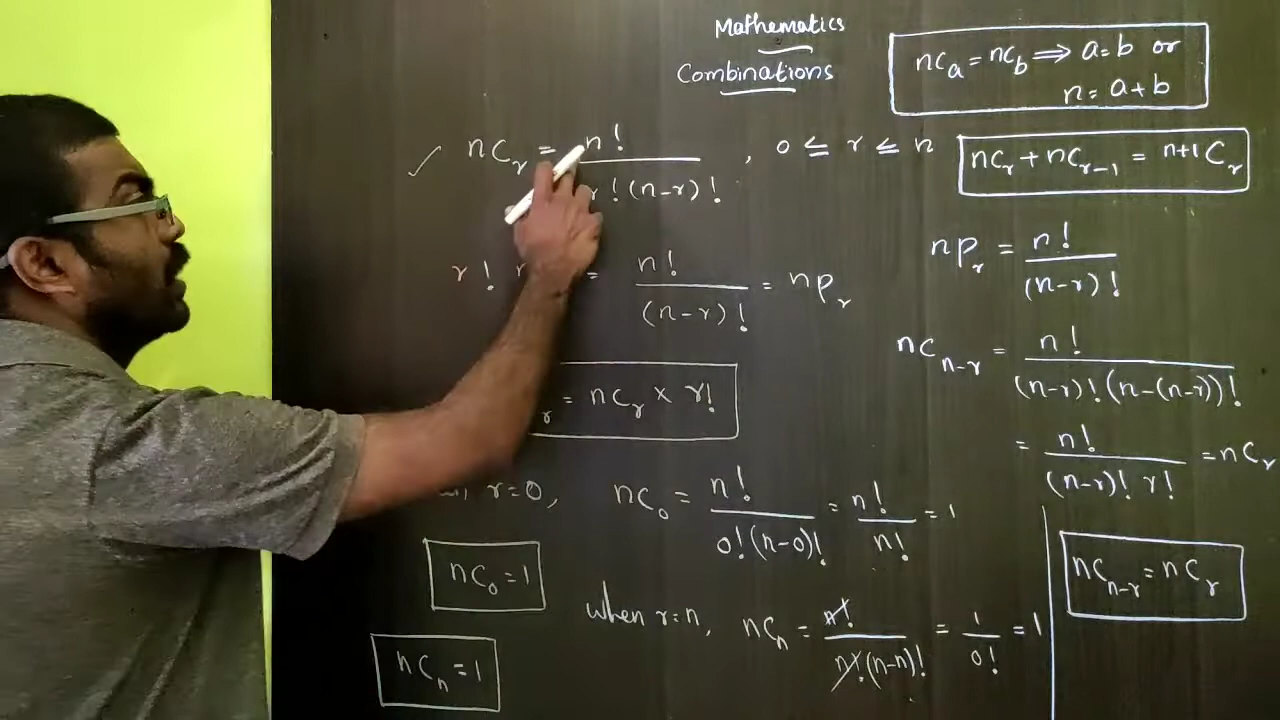 Mathematics
Combinations
nCa = nCb ⟹ a = b or
n = a + b
✓ nCr = n! / r!(n-r)! , 0 ≤ r ≤ n
nCr + nCr-1 = n+1Cr
r! = n! / (n-r)! = nPr
= nCr × r!
r=0, nC0 = n! / 0!(n-0)! = n! / n! = 1
nC0 = 1
when r=n, nCn = n! / n!(n-n)! = 1 / 0! = 1
nCn = 1
nPr = n! / (n-r)!
nCn-r = n! / (n-r)!(n-(n-r))!
= n! / (n-r)! r! = nCr
nCn-r = nCr